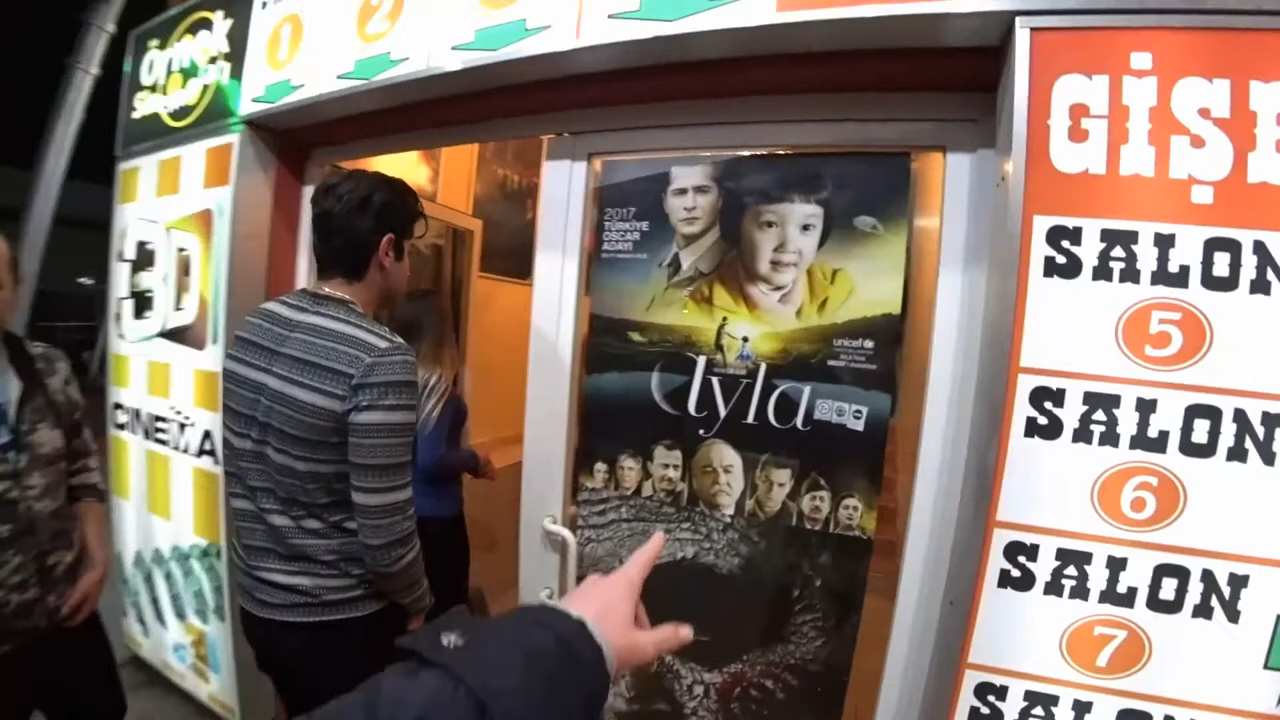 örnek
1
2
3D
CINEMA
2017
TÜRKİYE
OSCAR
ADAYI
unicef
Ayla
GİŞE
SALON
5
SALON
6
SALON
7
SALON